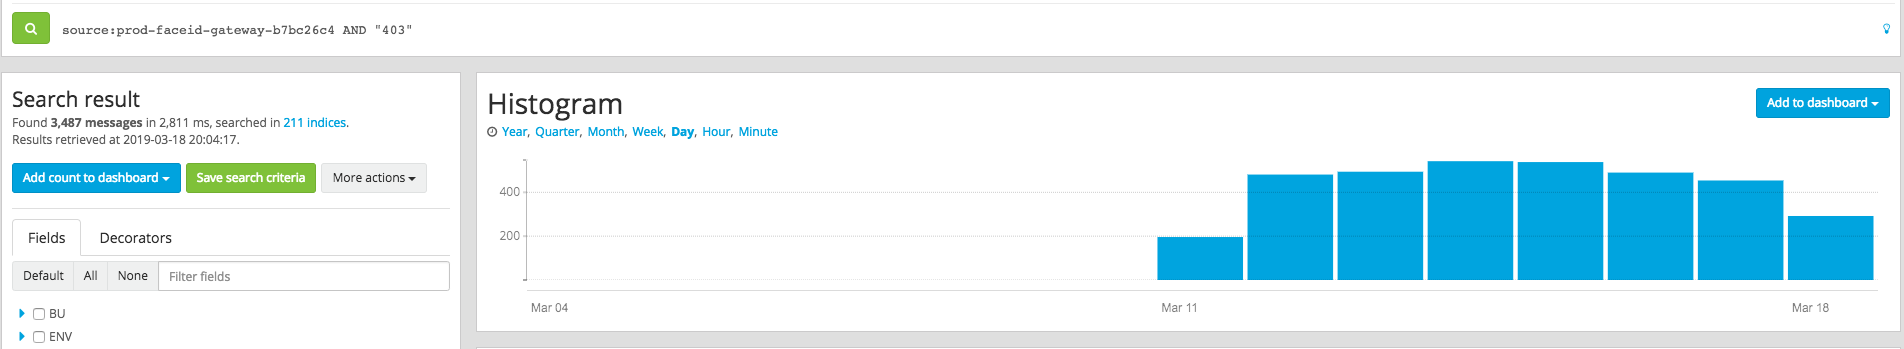 source:prod-faceid-gateway-b7bc26c4 AND "403"
Search result
Found 3,487 messages in 2,811 ms, searched in 211 indices.
Results retrieved at 2019-03-18 20:04:17.
Add count to dashboard
Save search criteria
More actions
Fields
Decorators
Default
All
None
Filter fields
BU
ENV
Histogram
Add to dashboard
Year, Quarter, Month, Week, Day, Hour, Minute
400
200
Mar 04
Mar 11
Mar 18